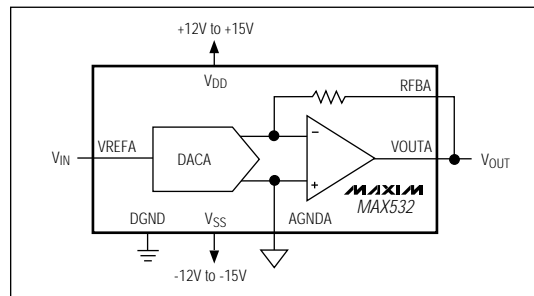 +12V to +15V
VDD
RFBA
VIN
VREFA
DACA
−
+
VOUTA
VOUT
MAXIM
MAX532
DGND
VSS
AGNDA
-12V to -15V